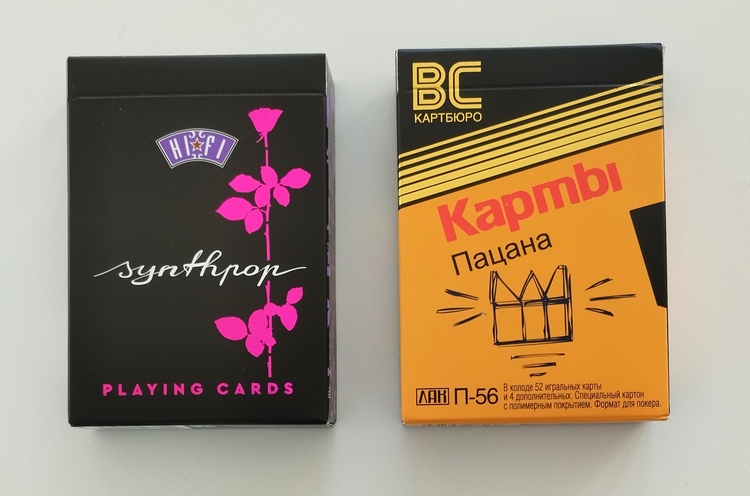 HI FI
synthpop
PLAYING CARDS
ВС
КАРТБЮРО
Карты
Пацана
ЛАК П-56
В колоде 52 игральных карты
и 4 дополнительных. Специальный картон
с полимерным покрытием. Формат для покера.